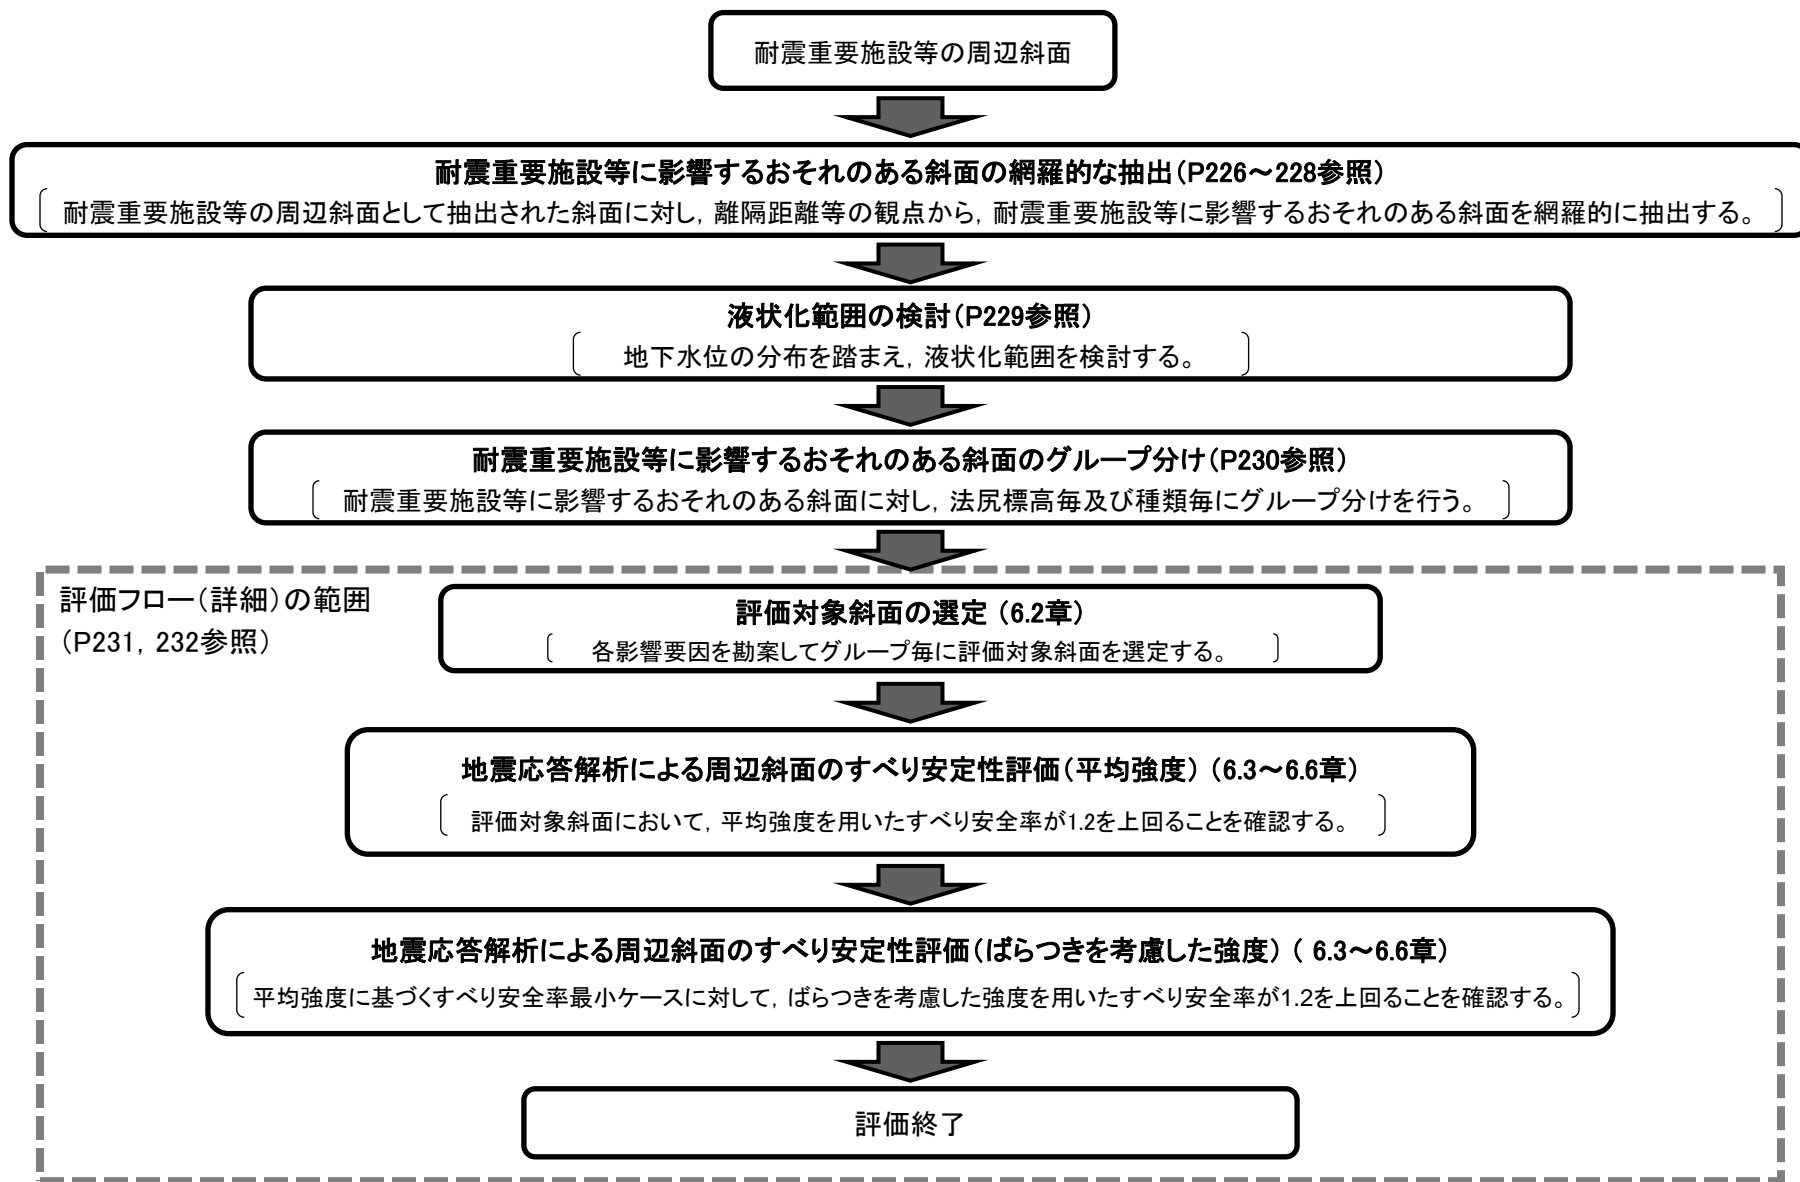 耐震重要施設等の周辺斜面
耐震重要施設等に影響するおそれのある斜面の網羅的な抽出(P226～228参照)
耐震重要施設等の周辺斜面として抽出された斜面に対し，離隔距離等の観点から，耐震重要施設等に影響するおそれのある斜面を網羅的に抽出する。
液状化範囲の検討(P229参照)
地下水位の分布を踏まえ，液状化範囲を検討する。
耐震重要施設等に影響するおそれのある斜面のグループ分け(P230参照)
耐震重要施設等に影響するおそれのある斜面に対し，法尻標高毎及び種類毎にグループ分けを行う。
評価フロー(詳細)の範囲
(P231，232参照)
評価対象斜面の選定 (6.2章)
各影響要因を勘案してグループ毎に評価対象斜面を選定する。
地震応答解析による周辺斜面のすべり安定性評価(平均強度) (6.3～6.6章)
評価対象斜面において，平均強度を用いたすべり安全率が1.2を上回ることを確認する。
地震応答解析による周辺斜面のすべり安定性評価(ばらつきを考慮した強度) ( 6.3～6.6章)
平均強度に基づくすべり安全率最小ケースに対して，ばらつきを考慮した強度を用いたすべり安全率が1.2を上回ることを確認する。
評価終了